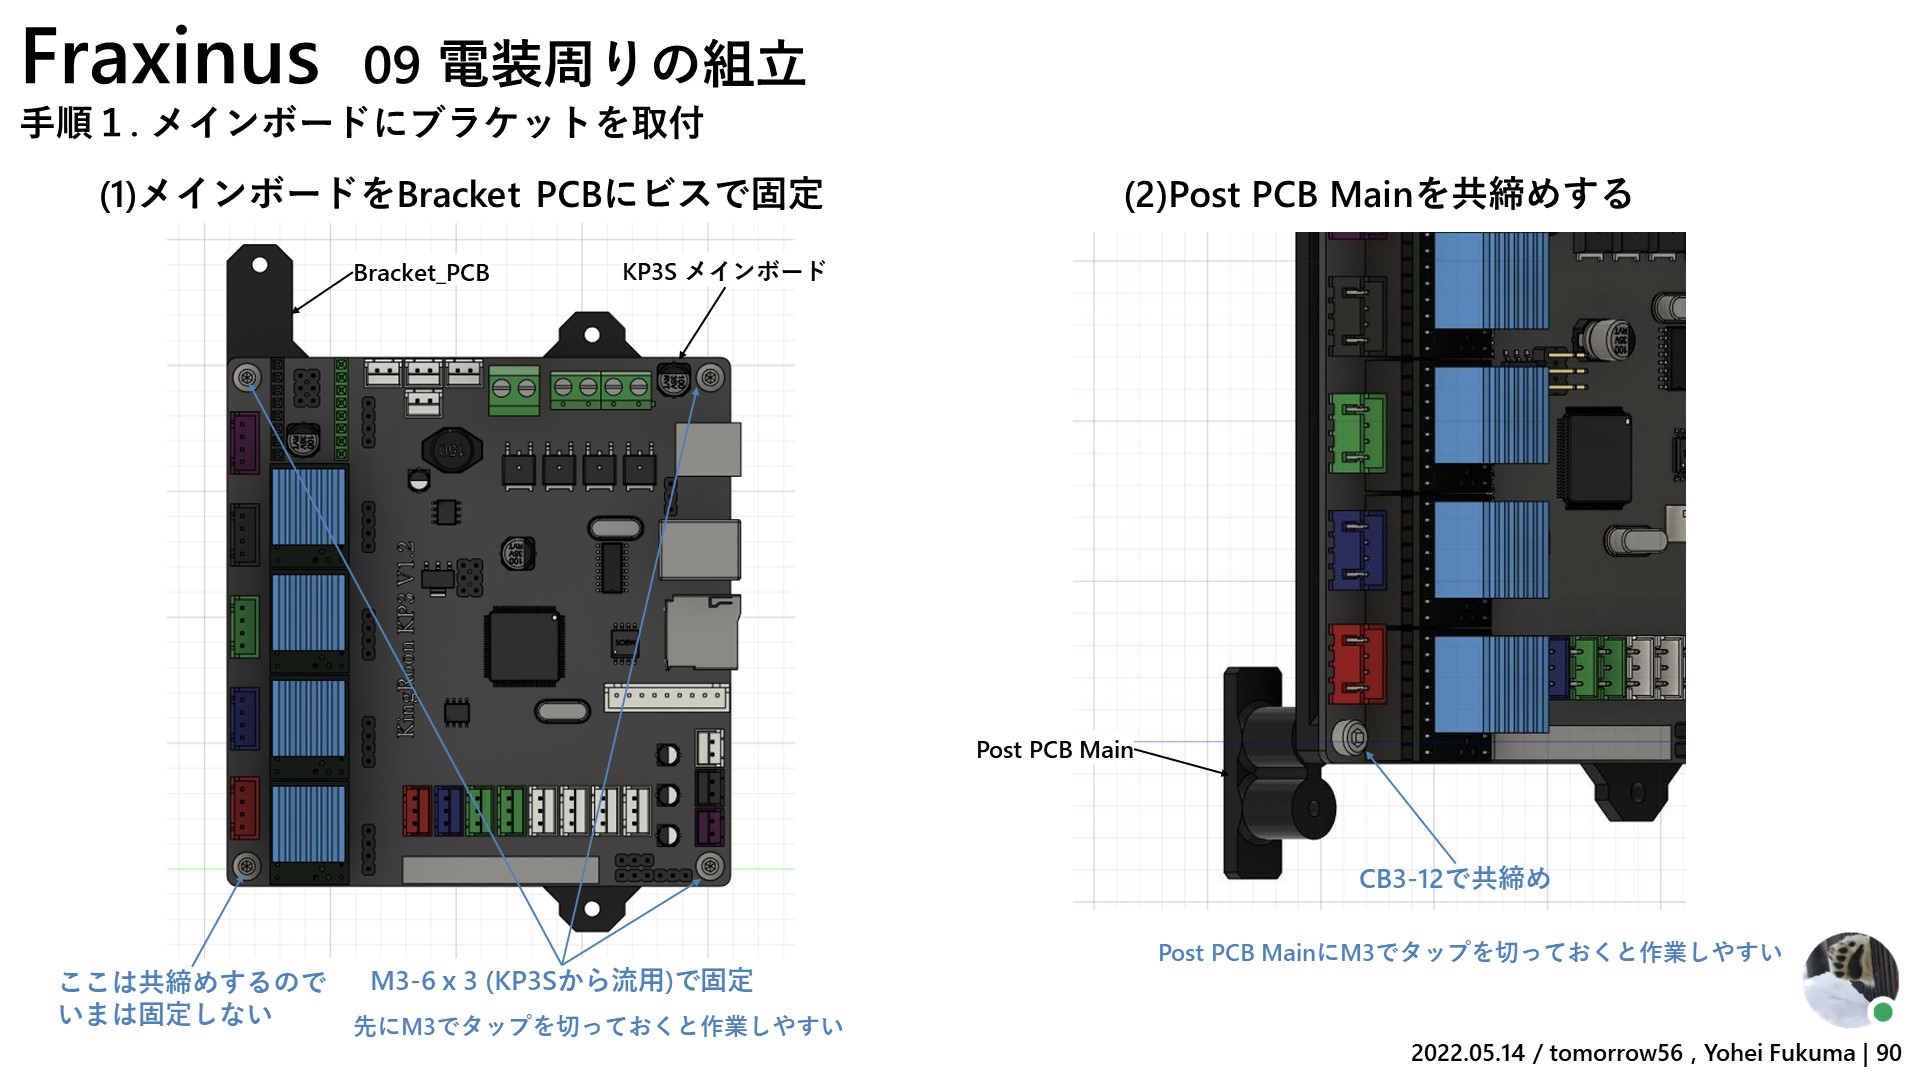 Fraxinus 09 電装周りの組立
手順１. メインボードにブラケットを取付
(1)メインボードをBracket PCBにビスで固定
Bracket_PCB
KP3S メインボード
KingRoon KP3 V1.2
ここは共締めするので
いまは固定しない
M3-6 x 3 (KP3Sから流用)で固定
先にM3でタップを切っておくと作業しやすい
(2)Post PCB Mainを共締めする
Post PCB Main
CB3-12で共締め
Post PCB MainにM3でタップを切っておくと作業しやすい
2022.05.14 / tomorrow56 , Yohei Fukuma | 90